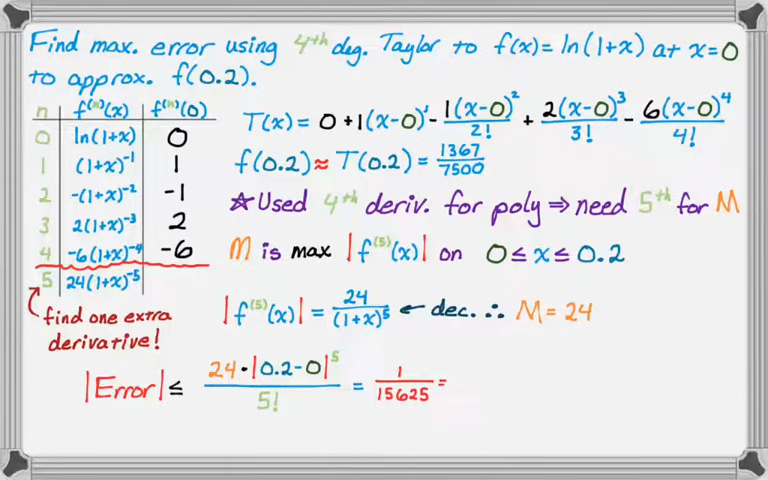 Find max. error using 4th deg. Taylor to f(x) = ln(1+x) at x=0
to approx. f(0.2).
n f⁽ⁿ⁾(x) f⁽ⁿ⁾(0)
0 ln(1+x) 0
1 (1+x)⁻¹ 1
2 -(1+x)⁻² -1
3 2(1+x)⁻³ 2
4 -6(1+x)⁻⁴ -6
5 24(1+x)⁻⁵
find one extra
derivative!
T(x) = 0 + 1(x-0)¹ - 1(x-0)²/2! + 2(x-0)³/3! - 6(x-0)⁴/4!
f(0.2) ≈ T(0.2) = 1367/7500
☆Used 4th deriv. for poly ⇒ need 5th for M
M is max |f⁽⁵⁾(x)| on 0 ≤ x ≤ 0.2
|f⁽⁵⁾(x)| = 24/(1+x)⁵ ← dec. ∴ M = 24
|Error| ≤ 24·|0.2-0|⁵/5! = 1/15625 =